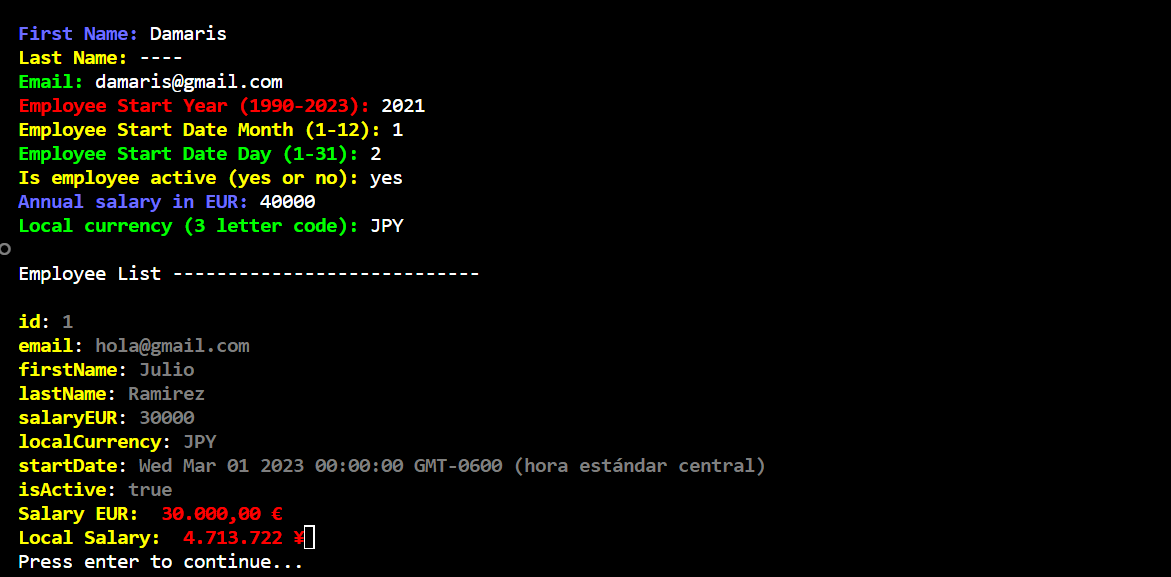 First Name: Damaris
Last Name: ----
Email: damaris@gmail.com
Employee Start Year (1990-2023): 2021
Employee Start Date Month (1-12): 1
Employee Start Date Day (1-31): 2
Is employee active (yes or no): yes
Annual salary in EUR: 40000
Local currency (3 letter code): JPY
Employee List ----------------------------
id: 1
email: hola@gmail.com
firstName: Julio
lastName: Ramirez
salaryEUR: 30000
localCurrency: JPY
startDate: Wed Mar 01 2023 00:00:00 GMT-0600 (hora estándar central)
isActive: true
Salary EUR:  30.000,00 €
Local Salary:  4.713.722 ¥
Press enter to continue...